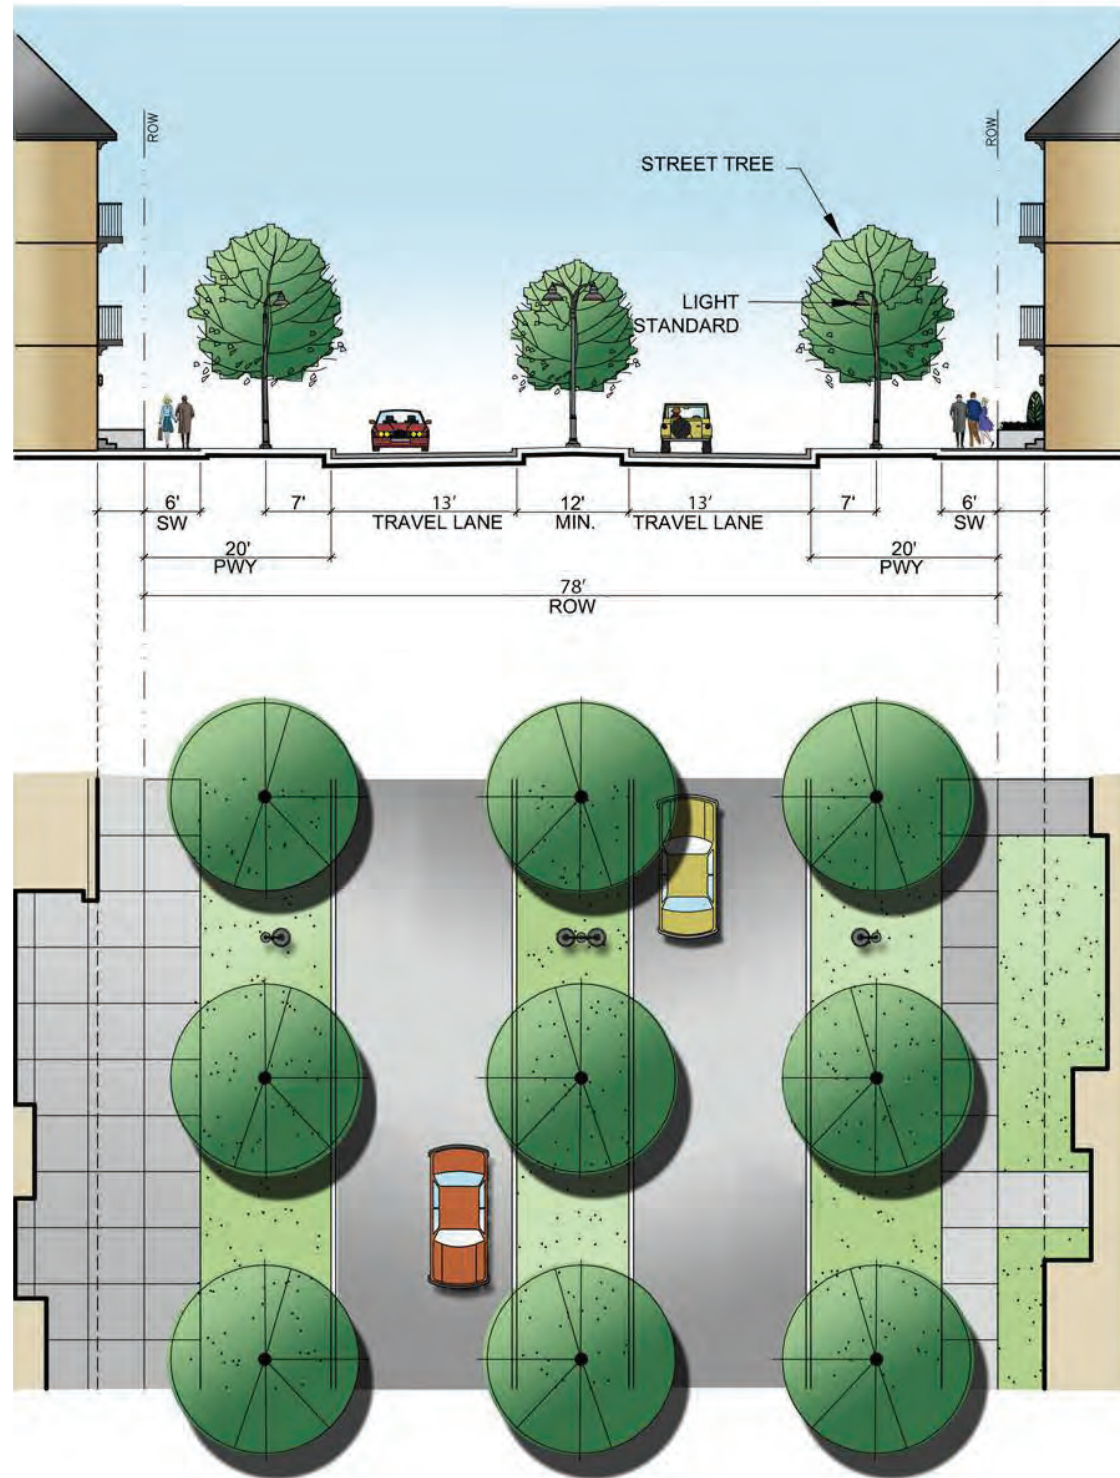 ROW
ROW
STREET TREE
LIGHT
STANDARD
6'
SW
7'
13'
TRAVEL LANE
12'
MIN.
13'
TRAVEL LANE
7'
6'
SW
20'
PWY
20'
PWY
78'
ROW